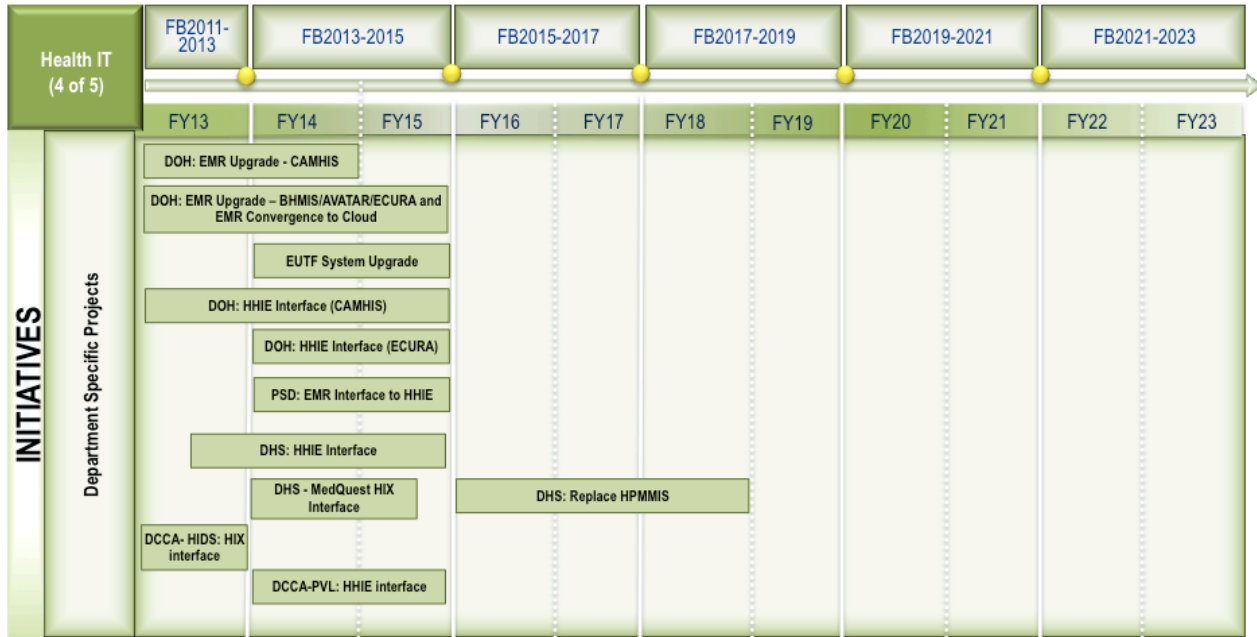 Health IT
(4 of 5)
FB2011-
2013
FB2013-2015
FB2015-2017
FB2017-2019
FB2019-2021
FB2021-2023
FY13
FY14
FY15
FY16
FY17
FY18
FY19
FY20
FY21
FY22
FY23
INITIATIVES
Department Specific Projects
DOH: EMR Upgrade - CAMHIS
DOH: EMR Upgrade – BHMIS/AVATAR/ECURA and
EMR Convergence to Cloud
EUTF System Upgrade
DOH: HHIE Interface (CAMHIS)
DOH: HHIE Interface (ECURA)
PSD: EMR Interface to HHIE
DHS: HHIE Interface
DHS - MedQuest HIX
Interface
DHS: Replace HPMMIS
DCCA- HIDS: HIX
interface
DCCA-PVL: HHIE interface